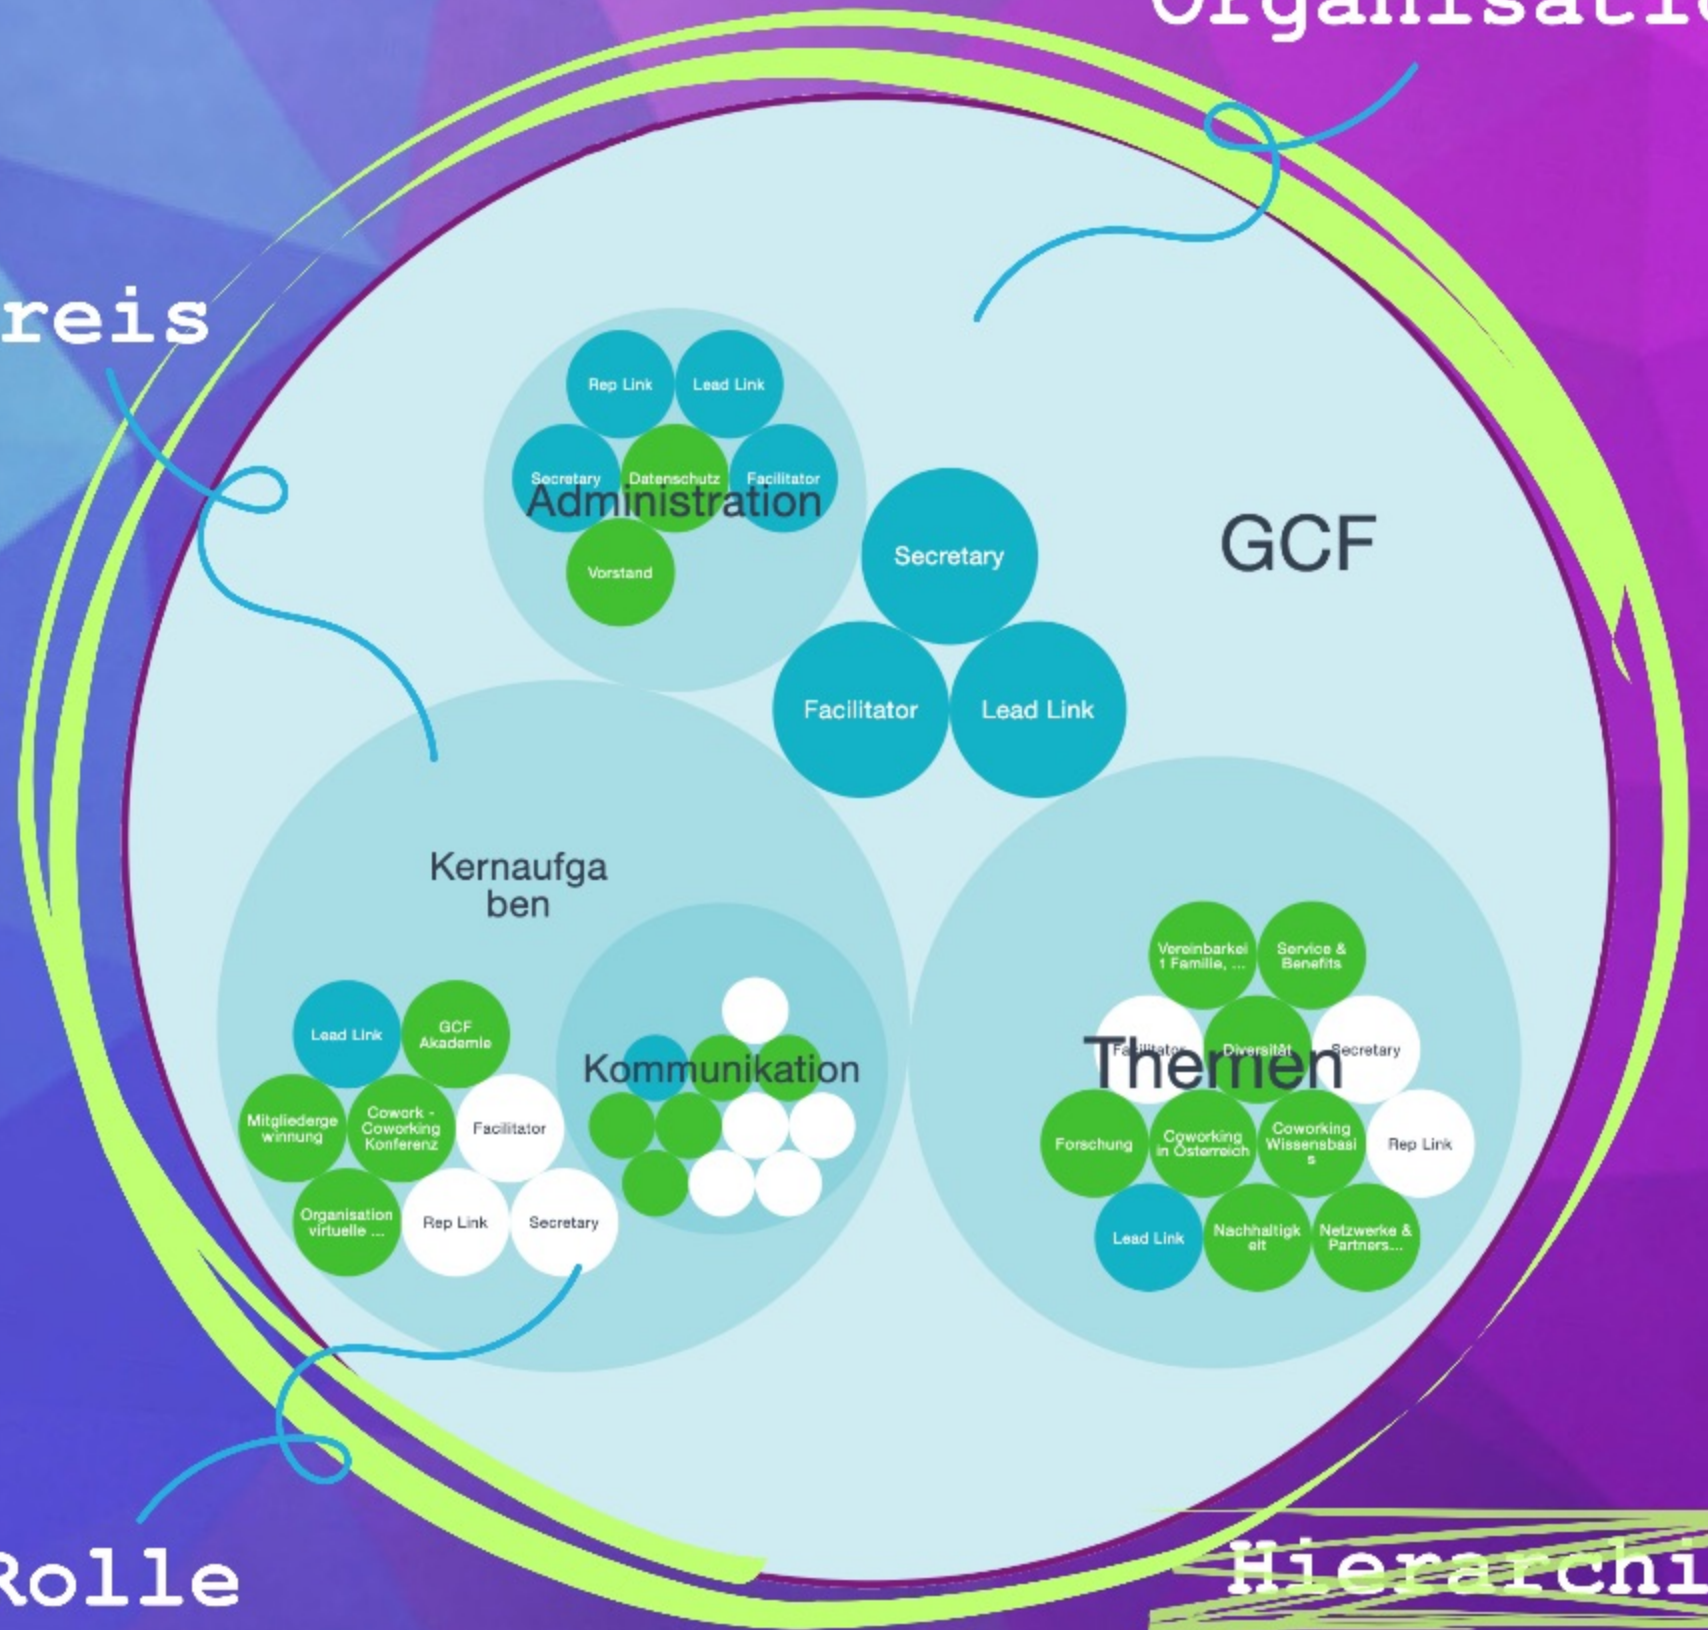 Organisatio
reis
Rep Link
Lead Link
Secretary
Datenschutz
Facilitator
Administration
Vorstand
Secretary
GCF
Facilitator
Lead Link
Kernaufga
ben
Lead Link
GCF
Akademie
Mitgliederge
winnung
Cowork -
Coworking
Konferenz
Facilitator
Organisation
virtuelle ...
Rep Link
Secretary
Kommunikation
Vereinbarkei
t Familie, ...
Service &
Benefits
Facilitator
Diversität
Secretary
Themen
Forschung
Coworking
in Österreich
Coworking
Wissensbasi
s
Rep Link
Lead Link
Nachhaltigk
eit
Netzwerke &
Partners...
Rolle
Hierarchi